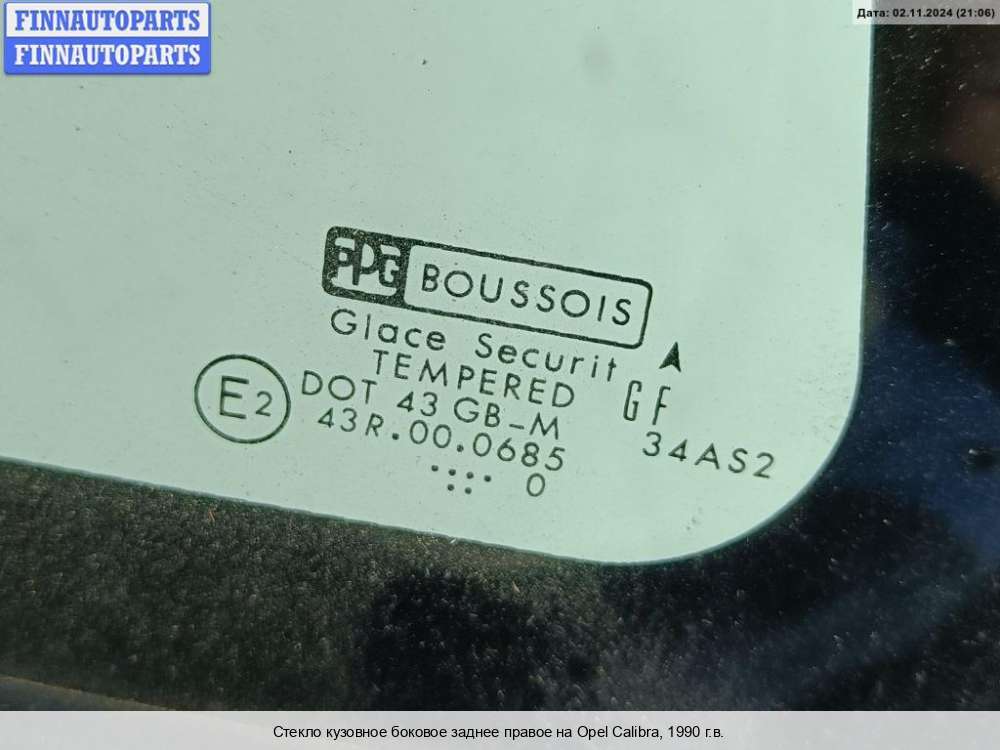 FINNAUTOPARTS
FINNAUTOPARTS
Дата: 02.11.2024 (21:06)
PPG BOUSSOIS
Glace Securit
TEMPERED GF
E2 DOT 43 GB-M 34AS2
43R.00.0685
0
Стекло кузовное боковое заднее правое на Opel Calibra, 1990 г.в.